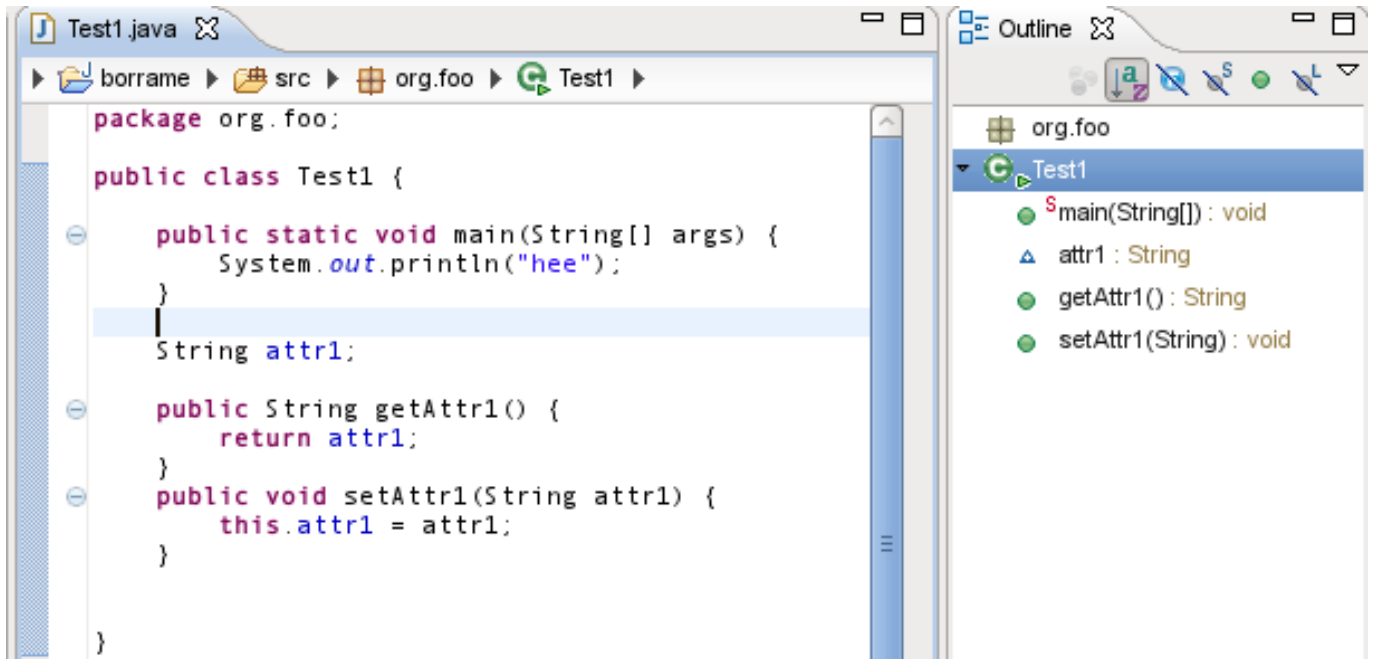 Test1.java
borrame src org.foo Test1
package org.foo;
public class Test1 {
public static void main(String[] args) {
System.out.println("hee");
}
String attr1;
public String getAttr1() {
return attr1;
}
public void setAttr1(String attr1) {
this.attr1 = attr1;
}
}
Outline
org.foo
Test1
main(String[]) : void
attr1 : String
getAttr1() : String
setAttr1(String) : void